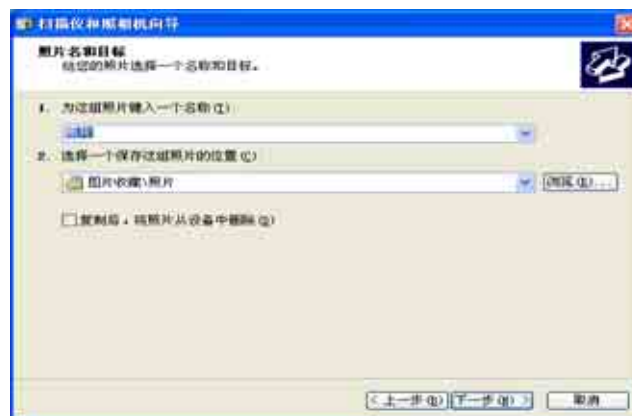 扫描仪和照相机向导
照片名和目标
给您的照片选择一个名称和目标。
1. 为这组照片键入一个名称(T)
2. 选择一个保存这组照片的位置(C)
图片收藏\照片
浏览(R)...
复制后，将照片从设备中删除(D)
< 上一步(B)
下一步(N) >
取消